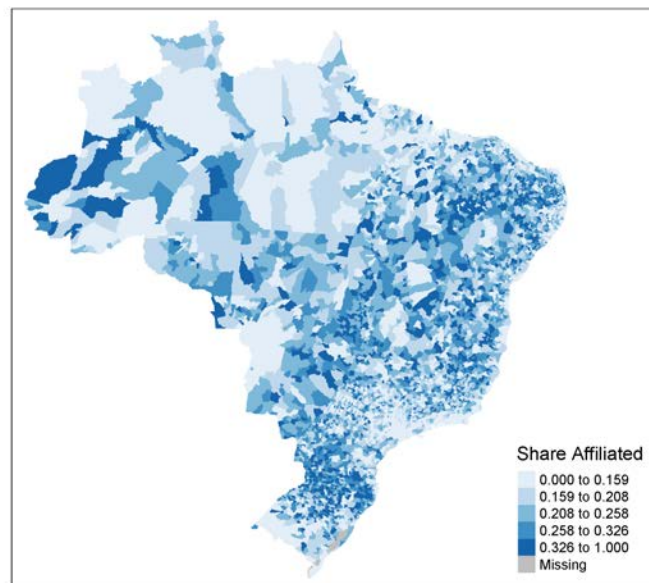 Share Affiliated
0.000 to 0.159
0.159 to 0.208
0.208 to 0.258
0.258 to 0.326
0.326 to 1.000
Missing